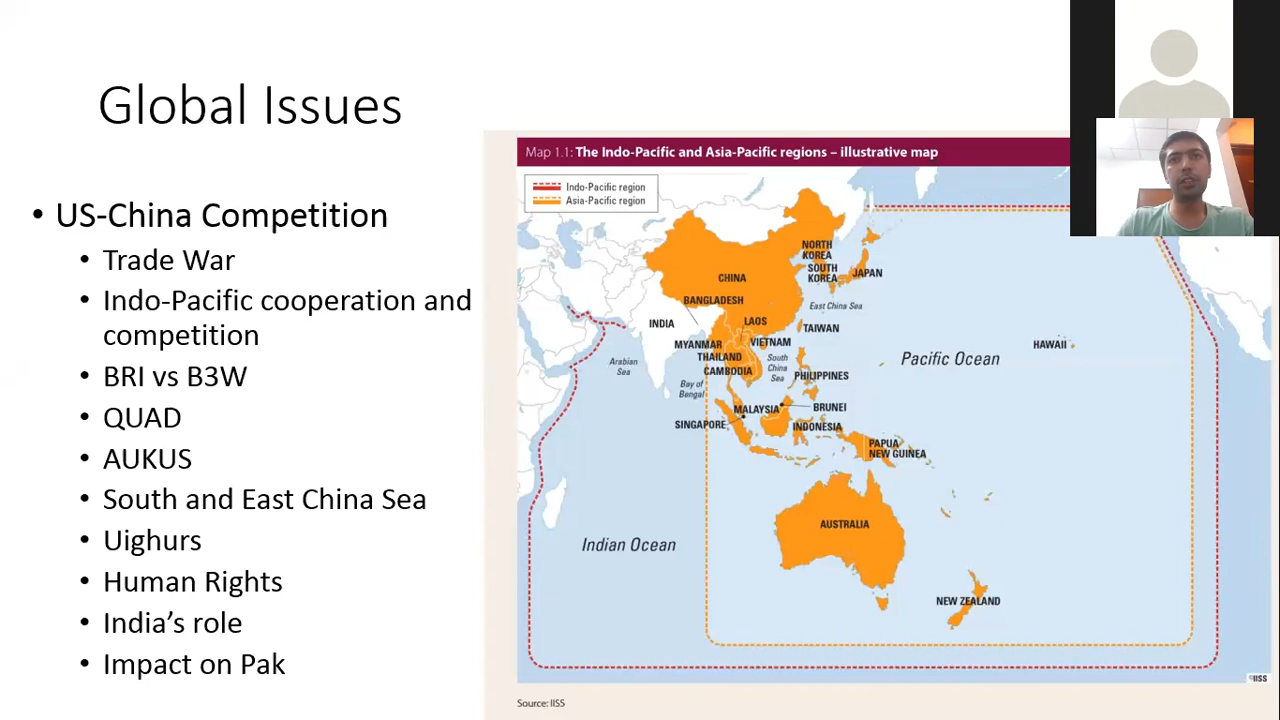 Global Issues
• US-China Competition
• Trade War
• Indo-Pacific cooperation and
competition
• BRI vs B3W
• QUAD
• AUKUS
• South and East China Sea
• Uighurs
• Human Rights
• India’s role
• Impact on Pak
Map 1.1: The Indo-Pacific and Asia-Pacific regions – illustrative map
Indo-Pacific region
Asia-Pacific region
NORTH
KOREA
SOUTH
KOREA
JAPAN
CHINA
BANGLADESH
East China Sea
INDIA
LAOS
TAIWAN
MYANMAR
VIETNAM
HAWAII
THAILAND
Arabian
Sea
South
China
Sea
Pacific Ocean
CAMBODIA
PHILIPPINES
Bay of
Bengal
MALAYSIA
BRUNEI
SINGAPORE
INDONESIA
PAPUA
NEW GUINEA
AUSTRALIA
Indian Ocean
NEW ZEALAND
©IISS
Source: IISS